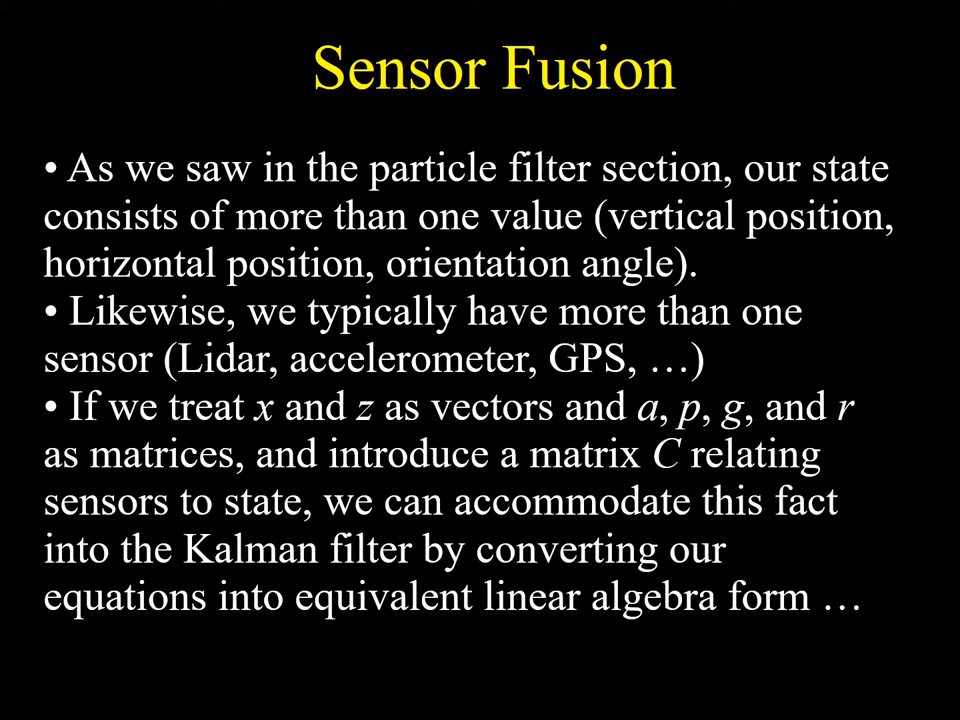 Sensor Fusion
• As we saw in the particle filter section, our state
consists of more than one value (vertical position,
horizontal position, orientation angle).
• Likewise, we typically have more than one
sensor (Lidar, accelerometer, GPS, …)
• If we treat x and z as vectors and a, p, g, and r
as matrices, and introduce a matrix C relating
sensors to state, we can accommodate this fact
into the Kalman filter by converting our
equations into equivalent linear algebra form …